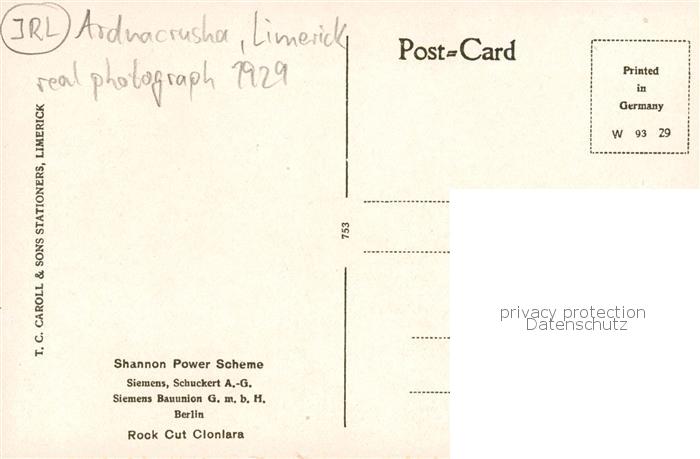 IRL Ardnacrusha, Limerick
real photograph 1929
Post=Card
Printed
in
Germany
W 93 29
T. C. CAROLL & SONS STATIONERS, LIMERICK
753
privacy protection
Datenschutz
Shannon Power Scheme
Siemens, Schuckert A.-G.
Siemens Bauunion G. m. b. H.
Berlin
Rock Cut Clonlara